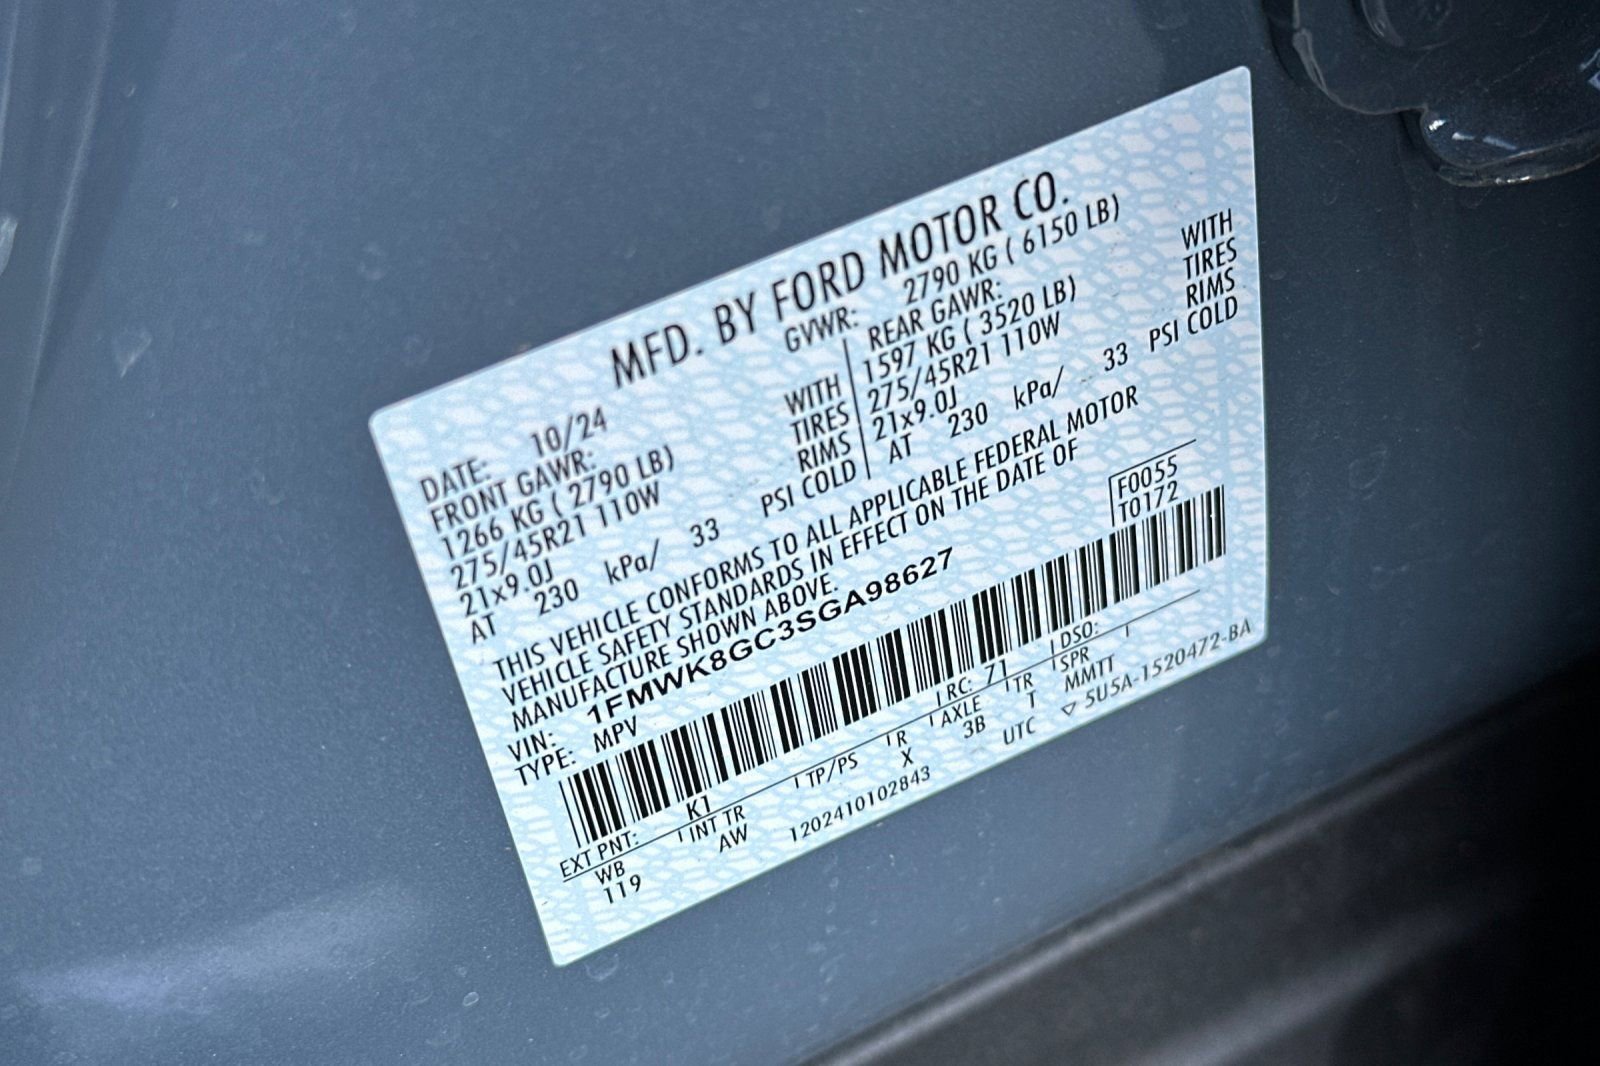 MFD. BY FORD MOTOR CO.
DATE: 10/24 GVWR: 2790 KG ( 6150 LB)
FRONT GAWR: REAR GAWR:
1266 KG ( 2790 LB) WITH 1597 KG ( 3520 LB) WITH
275/45R21 110W TIRES 275/45R21 110W TIRES
21x9.0J RIMS 21x9.0J RIMS
AT 230 kPa/ 33 PSI COLD AT 230 kPa/ 33 PSI COLD
THIS VEHICLE CONFORMS TO ALL APPLICABLE FEDERAL MOTOR
VEHICLE SAFETY STANDARDS IN EFFECT ON THE DATE OF
MANUFACTURE SHOWN ABOVE.
VIN: 1FMWK8GC3SGA98627 F0055
TYPE: MPV T0172
EXT PNT: K1 RC: 71 DSO:
WB INT TR TP/PS R AXLE TR SPR
119 AW X 3B T MMTT
1202410102843 UTC ▽ 5U5A-1520472-BA